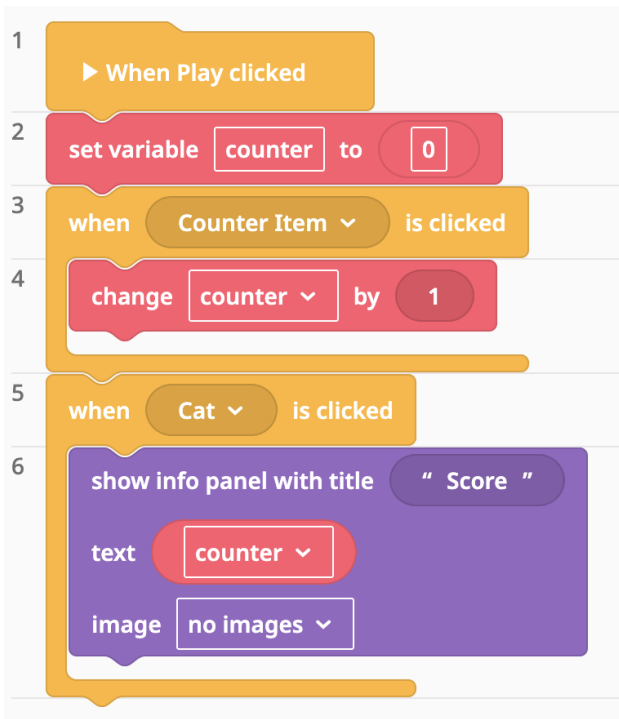 1
When Play clicked
2
set variable counter to 0
3
when Counter Item is clicked
4
change counter by 1
5
when Cat is clicked
6
show info panel with title “ Score ”
text counter
image no images